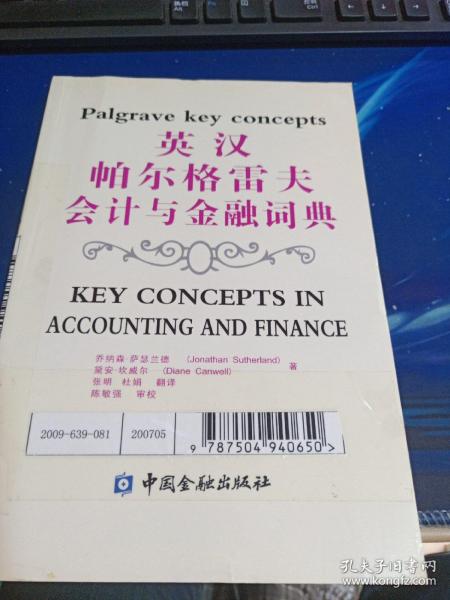 Palgrave key concepts
英汉
帕尔格雷夫
会计与金融词典
KEY CONCEPTS IN
ACCOUNTING AND FINANCE
乔纳森·萨瑟兰德 (Jonathan Sutherland)
黛安·坎威尔 (Diane Canwell) 著
张明 杜娟 翻译
陈敏强 审校
2009-639-081 200705
9 787504 940650>
中国金融出版社
孔夫子旧书网
www.kongfz.com